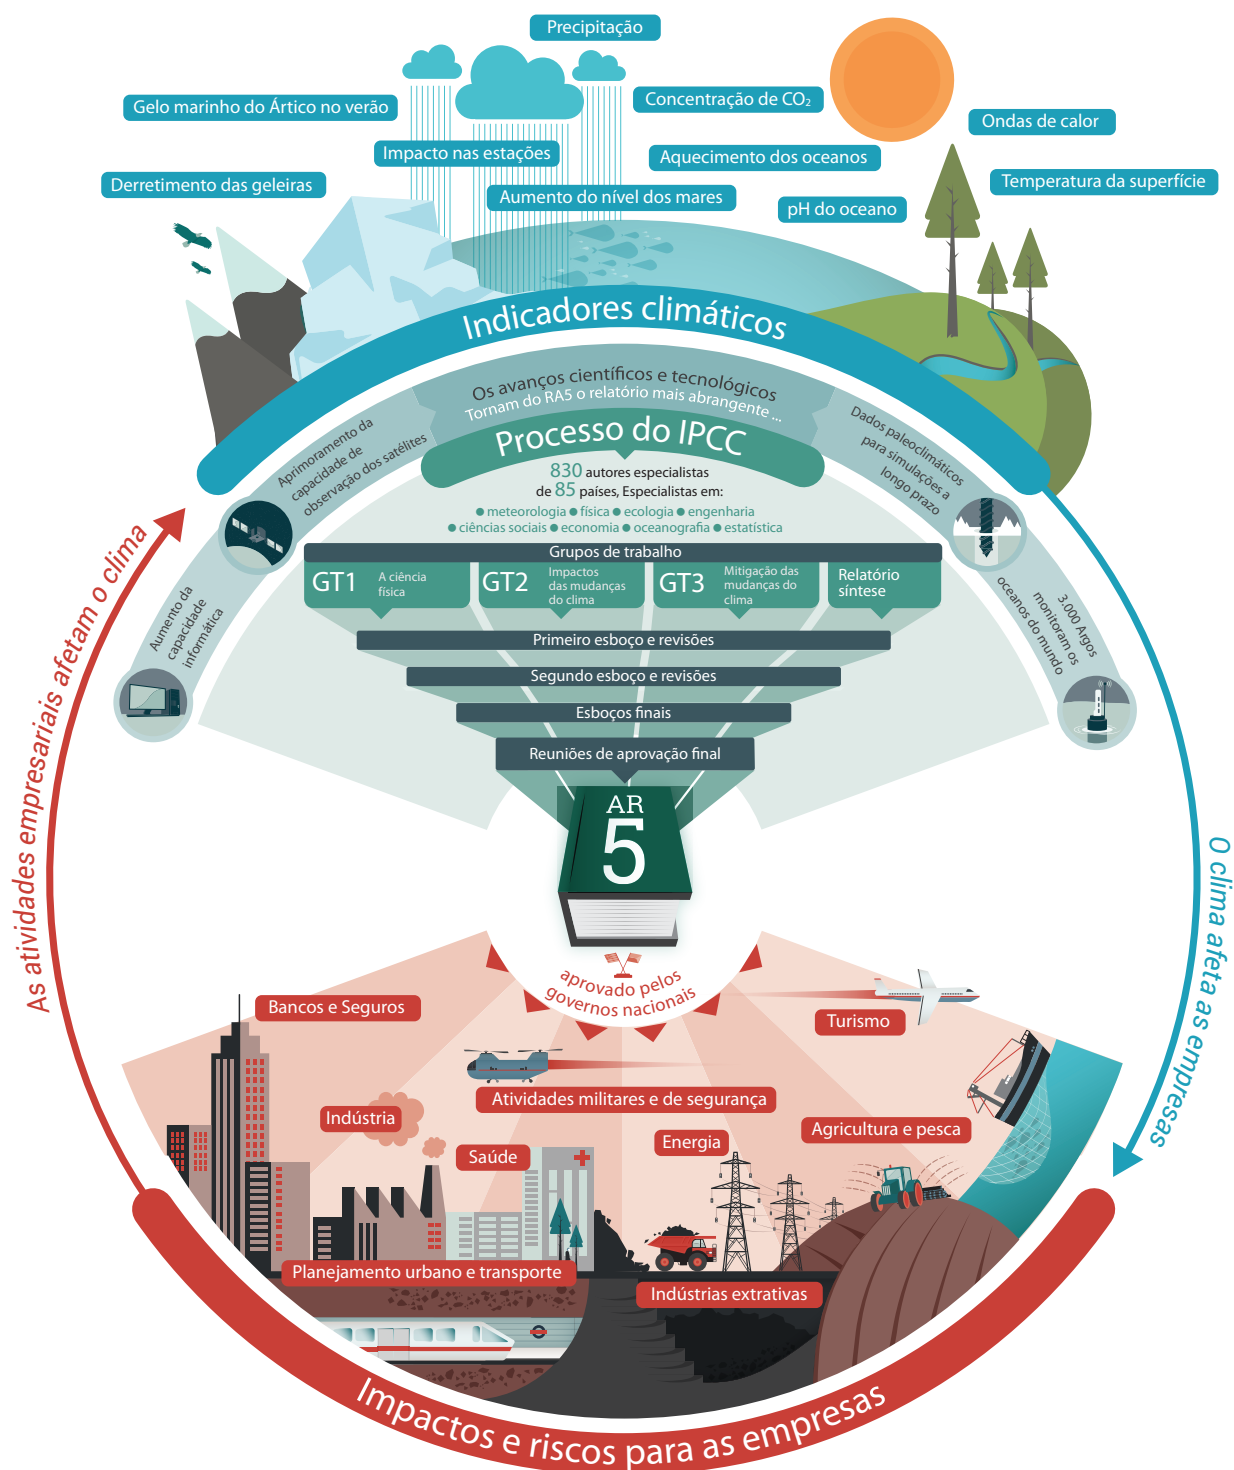 Precipitação
Gelo marinho do Ártico no verão
Concentração de CO₂
Ondas de calor
Impacto nas estações
Aquecimento dos oceanos
Derretimento das geleiras
Temperatura da superfície
Aumento do nível dos mares
pH do oceano
Indicadores climáticos
Os avanços científicos e tecnológicos
Tornam do RA5 o relatório mais abrangente ...
Aprimoramento da
capacidade de
observação dos satélites
Dados paleoclimáticos
para simulações a
longo prazo
Aumento da
capacidade
informática
3.000 Argos
monitoram os
oceanos do mundo
Processo do IPCC
830 autores especialistas
de 85 países, Especialistas em:
● meteorologia ● física ● ecologia ● engenharia
● ciências sociais ● economia ● oceanografia ● estatística
Grupos de trabalho
GT1 A ciência
física
GT2 Impactos
das mudanças
do clima
GT3 Mitigação das
mudanças do
clima
Relatório
síntese
Primeiro esboço e revisões
Segundo esboço e revisões
Esboços finais
Reuniões de aprovação final
AR
5
aprovado pelos
governos nacionais
As atividades empresariais afetam o clima
O clima afeta as empresas
Bancos e Seguros
Turismo
Atividades militares e de segurança
Indústria
Agricultura e pesca
Energia
Saúde
Planejamento urbano e transporte
Indústrias extrativas
Impactos e riscos para as empresas